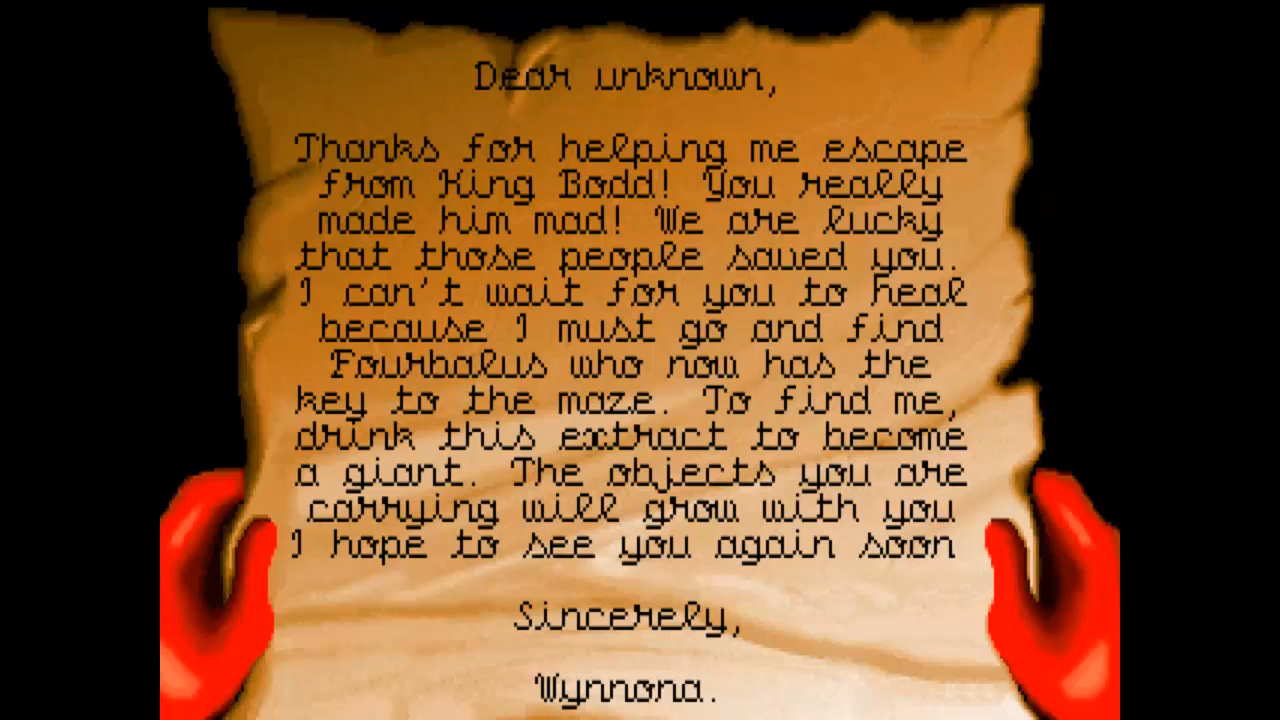 Dear unknown,
Thanks for helping me escape
from King Bodd! You really
made him mad! We are lucky
that those people saved you.
I can't wait for you to heal
because I must go and find
Fourbalus who now has the
key to the maze. To find me,
drink this extract to become
a giant. The objects you are
carrying will grow with you
I hope to see you again soon
Sincerely,
Wynnona.